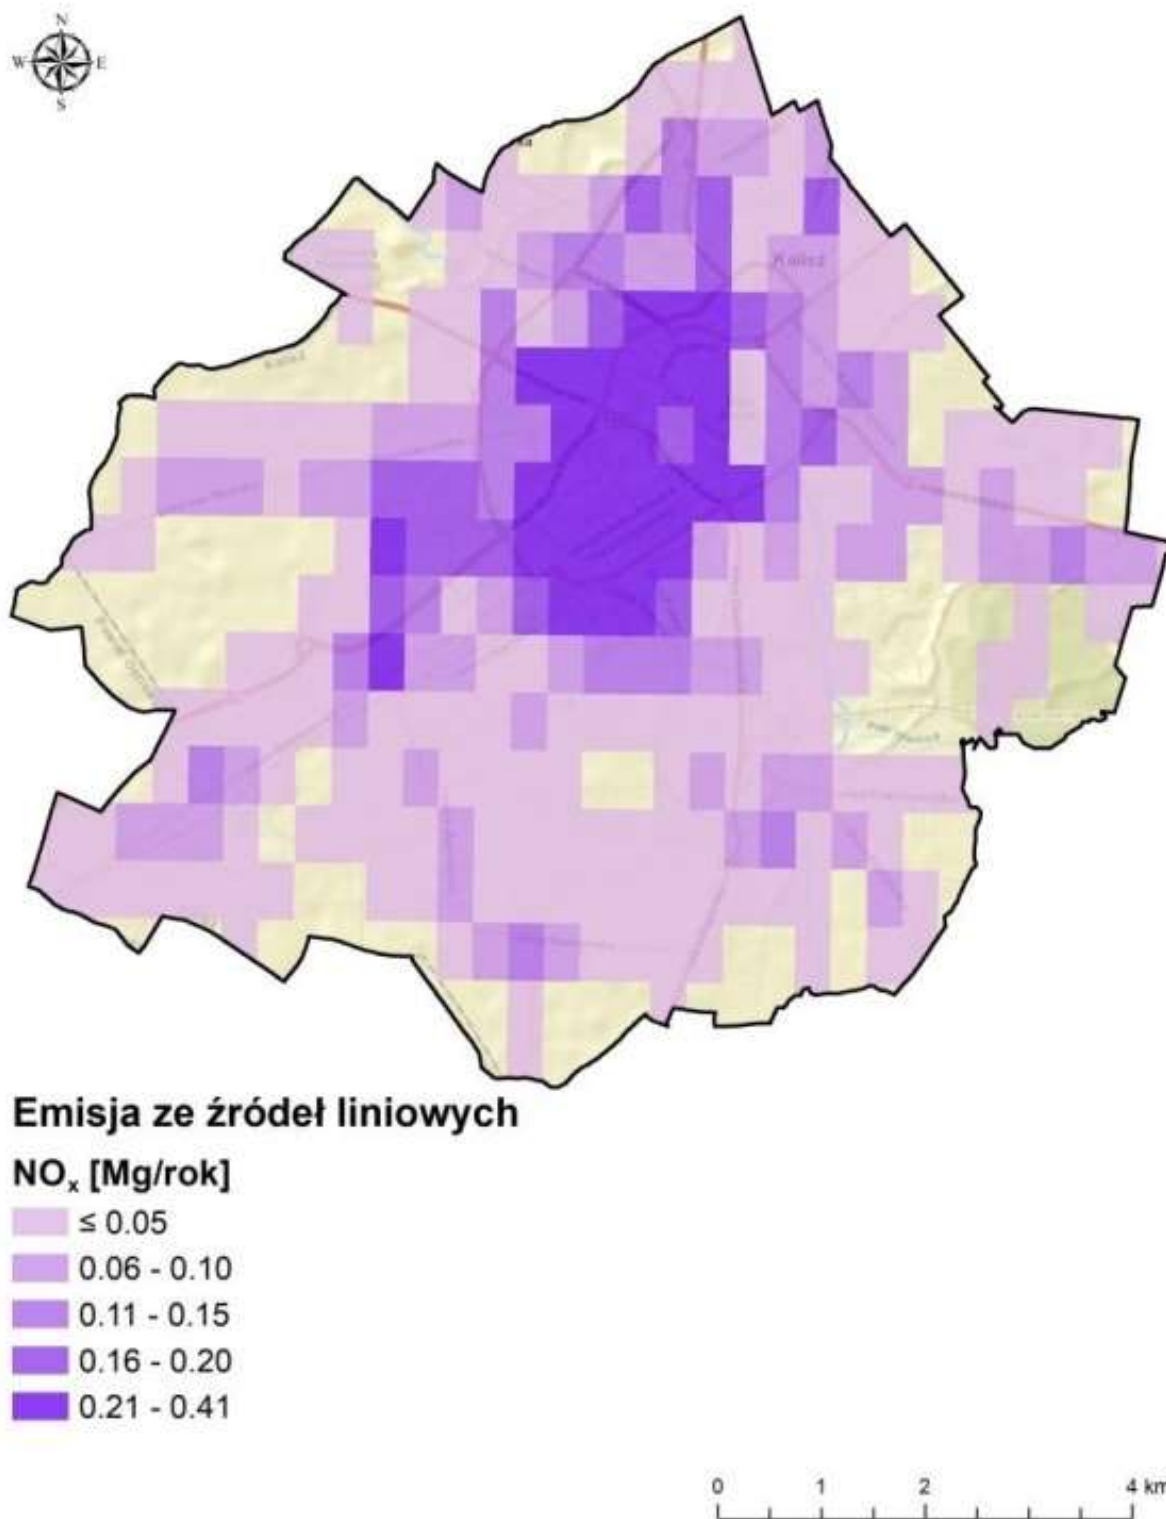 N
W E
S
Kalisz
Kalisz
Emisja ze źródeł liniowych
NOₓ [Mg/rok]
≤ 0.05
0.06 - 0.10
0.11 - 0.15
0.16 - 0.20
0.21 - 0.41
0 1 2 4 km